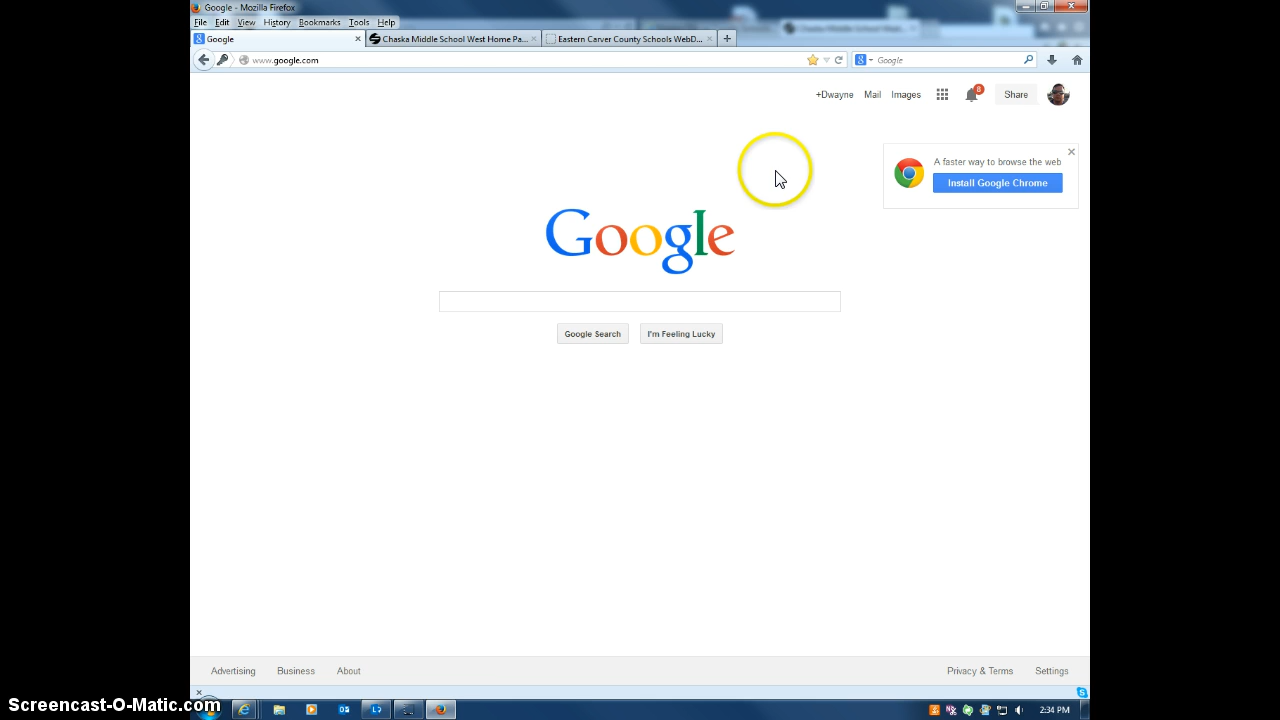 Google - Mozilla Firefox
File Edit View History Bookmarks Tools Help
Google
Chaska Middle School West Home Pa...
Eastern Carver County Schools WebD...
www.google.com
Google
+Dwayne Mail Images 8 Share
A faster way to browse the web
Install Google Chrome
Google
Google Search I'm Feeling Lucky
Advertising Business About Privacy & Terms Settings
Screencast-O-Matic.com
2:34 PM